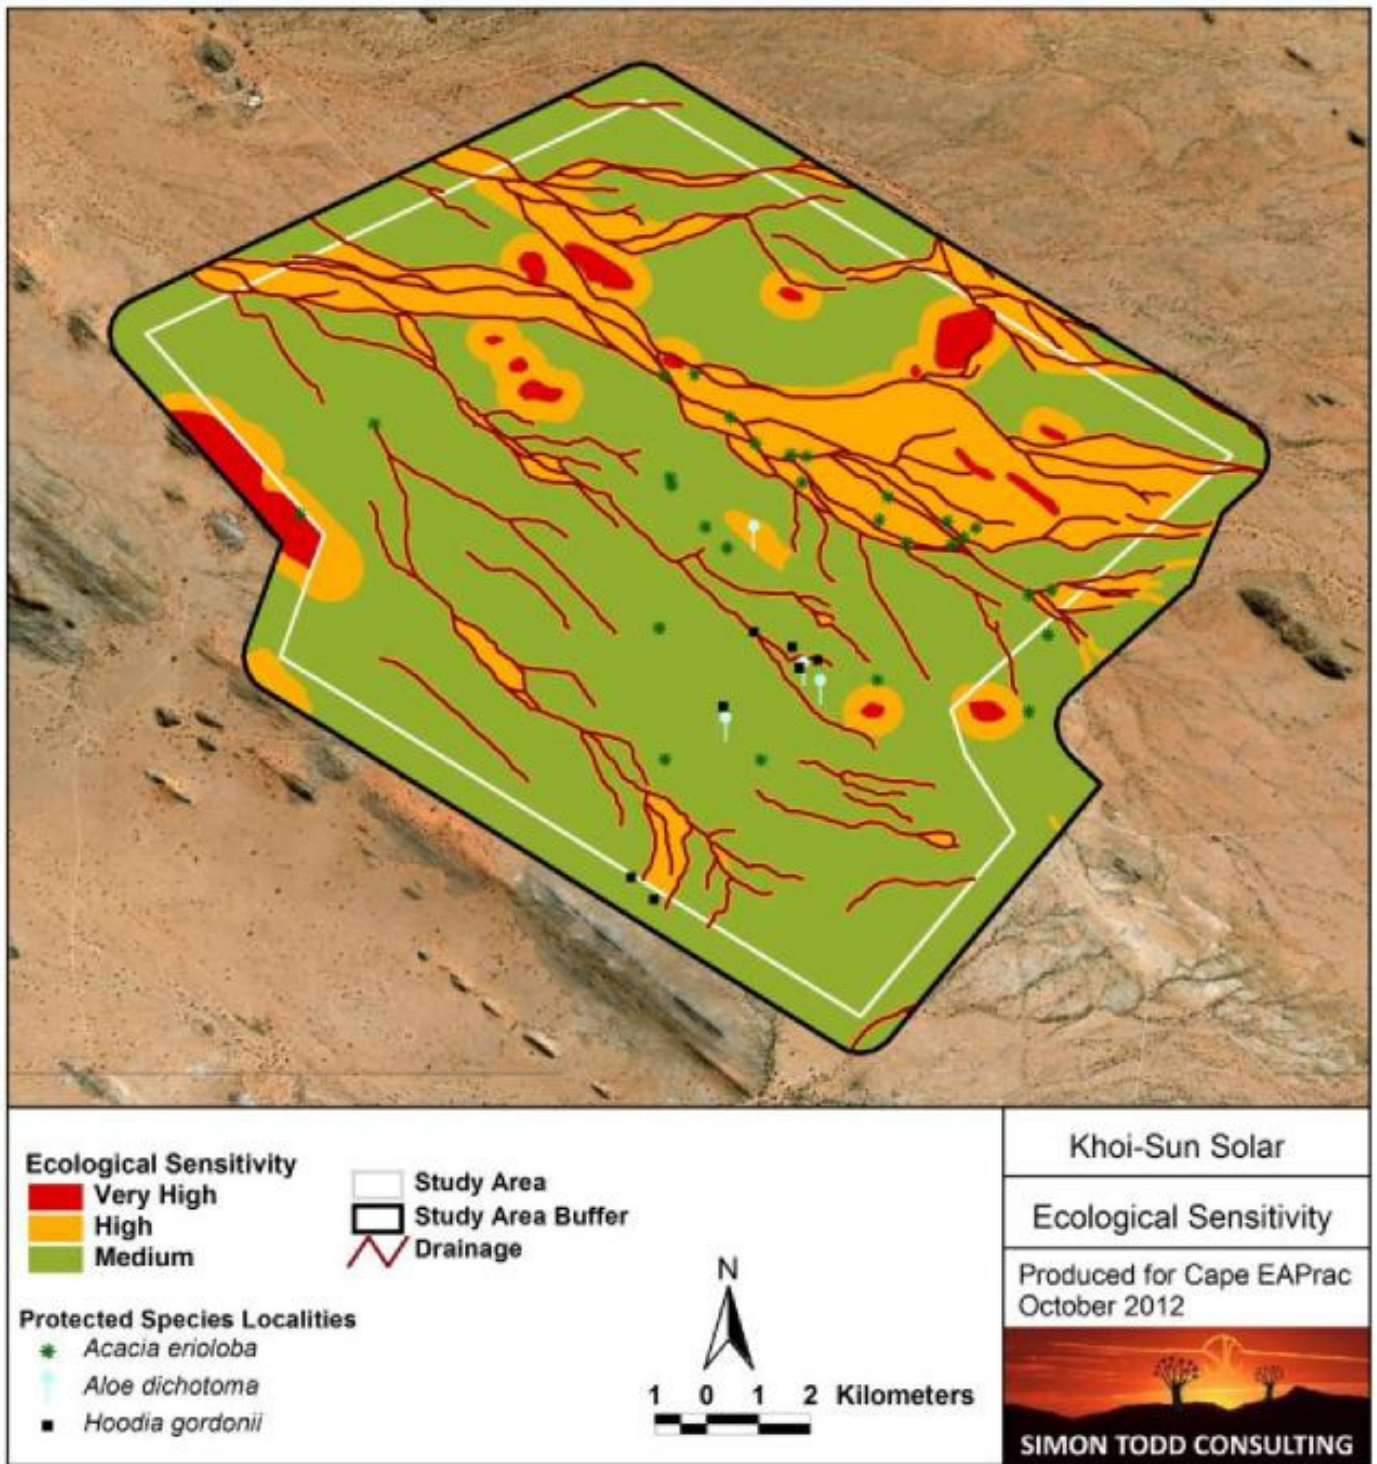 Ecological Sensitivity
Very High
High
Medium
Study Area
Study Area Buffer
Drainage
Protected Species Localities
Acacia erioloba
Aloe dichotoma
Hoodia gordonii
N
1 0 1 2 Kilometers
Khoi-Sun Solar
Ecological Sensitivity
Produced for Cape EAPrac
October 2012
SIMON TODD CONSULTING